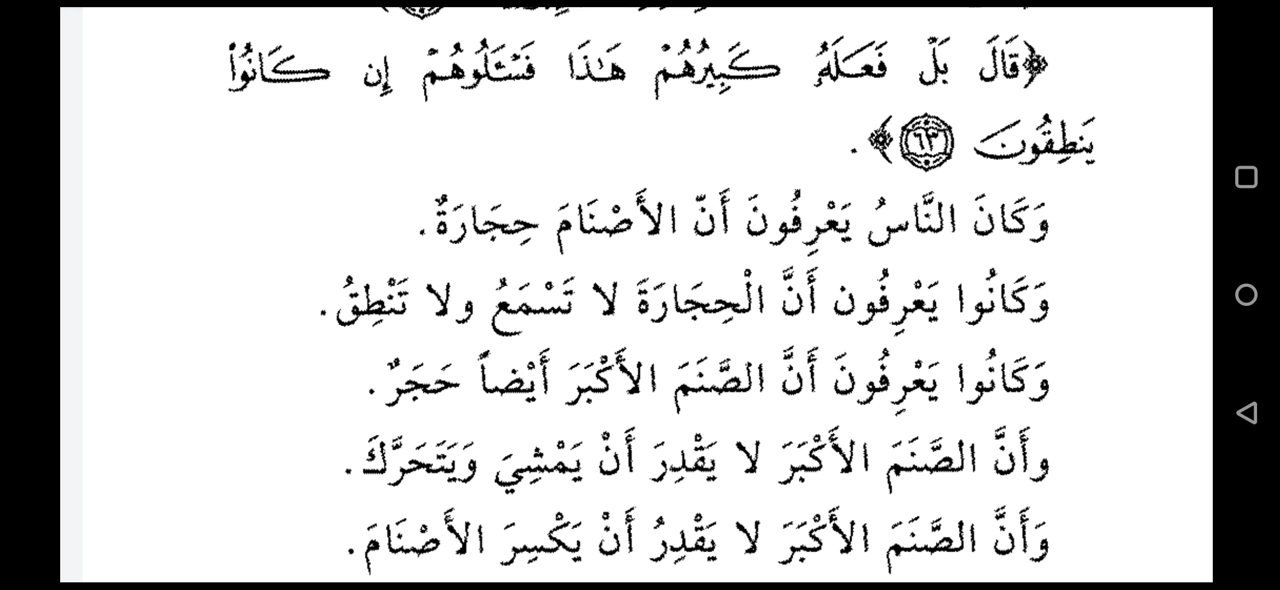 ﴿قَالَ بَلْ فَعَلَهُۥ كَبِيرُهُمْ هَٰذَا فَسْـَٔلُوهُمْ إِن كَانُوا۟
يَنطِقُونَ ٦٣﴾.
وَكَانَ النَّاسُ يَعْرِفُونَ أَنّ الأَصْنَامَ حِجَارَةٌ.
وَكَانُوا يَعْرِفُون أَنَّ الْحِجَارَةَ لا تَسْمَعُ ولا تَنْطِقُ.
وَكَانُوا يَعْرِفُونَ أَنَّ الصَّنَمَ الأَكْبَرَ أَيْضاً حَجَرٌ.
وأَنَّ الصَّنَمَ الأَكْبَرَ لا يَقْدِرَ أَنْ يَمْشِيَ وَيَتَحَرَّكَ.
وَأَنَّ الصَّنَمَ الأَكْبَرَ لا يَقْدِرُ أَنْ يَكْسِرَ الأَصْنَامَ.